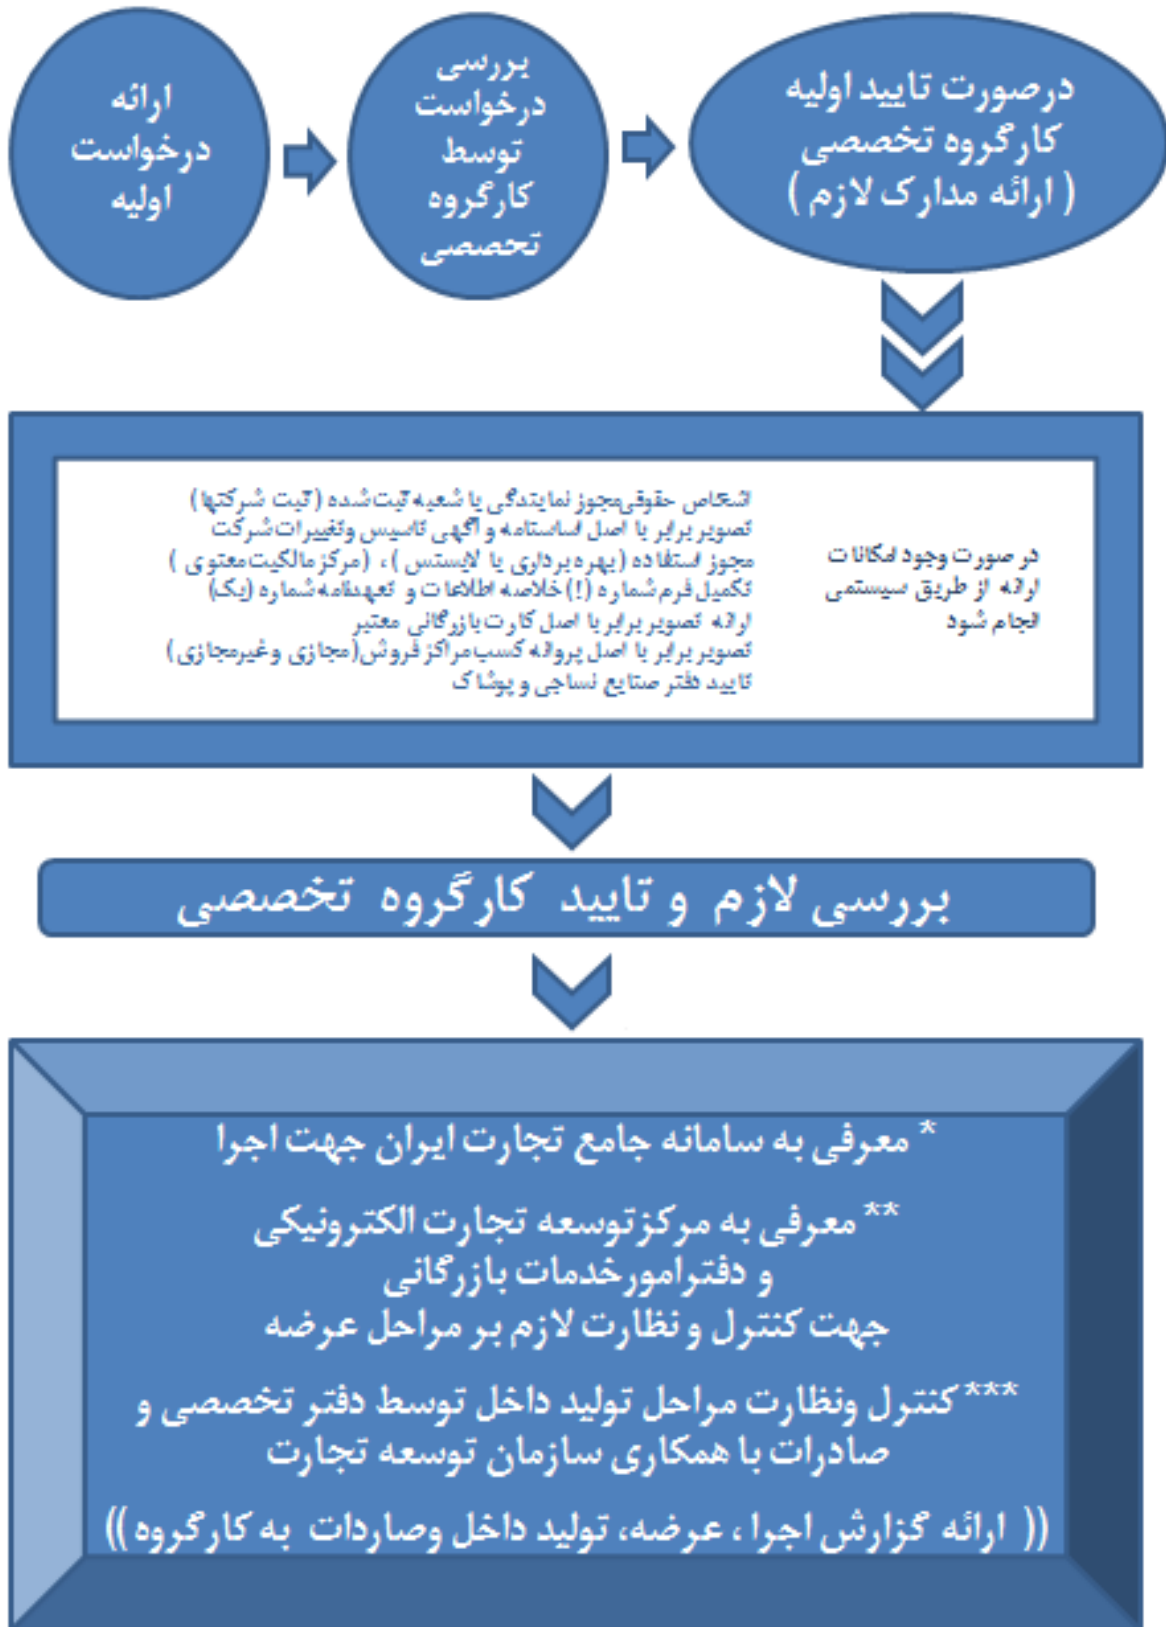 ارائه
درخواست
اولیه
بررسی
درخواست
توسط
کارگروه
تخصصی
درصورت تایید اولیه
کارگروه تخصصی
( ارائه مدارک لازم )
در صورت وجود امکانات
ارائه از طریق سیستمی
انجام شود
اشخاص حقوقی‌مجوز نمایندگی یا شعبه ثبت‌شده (ثبت شرکتها)
تصویر برابر با اصل اساسنامه و آگهی تاسیس وتغییرات شرکت
مجوز استفاده (بهره‌برداری یا لایسنس )، (مرکز مالکیت‌معنوی )
تکمیل فرم‌شماره (!) خلاصه اطلاعات و تعهدنامه‌شماره (یک)
ارائه تصویر برابر با اصل کارت بازرگانی معتبر
تصویر برابر با اصل پروانه کسب‌مراکز فروش(مجازی وغیرمجازی)
تایید دفتر صنایع نساجی و پوشاک
بررسی لازم و تایید کارگروه تخصصی
* معرفی به سامانه جامع تجارت ایران جهت اجرا
** معرفی به مرکزتوسعه تجارت الکترونیکی
و دفترامورخدمات بازرگانی
جهت کنترل و نظارت لازم بر مراحل عرضه
*** کنترل ونظارت مراحل تولید داخل توسط دفتر تخصصی و
صادرات با همکاری سازمان توسعه تجارت
(( ارائه گزارش اجرا ، عرضه، تولید داخل وصاردات به کارگروه ))